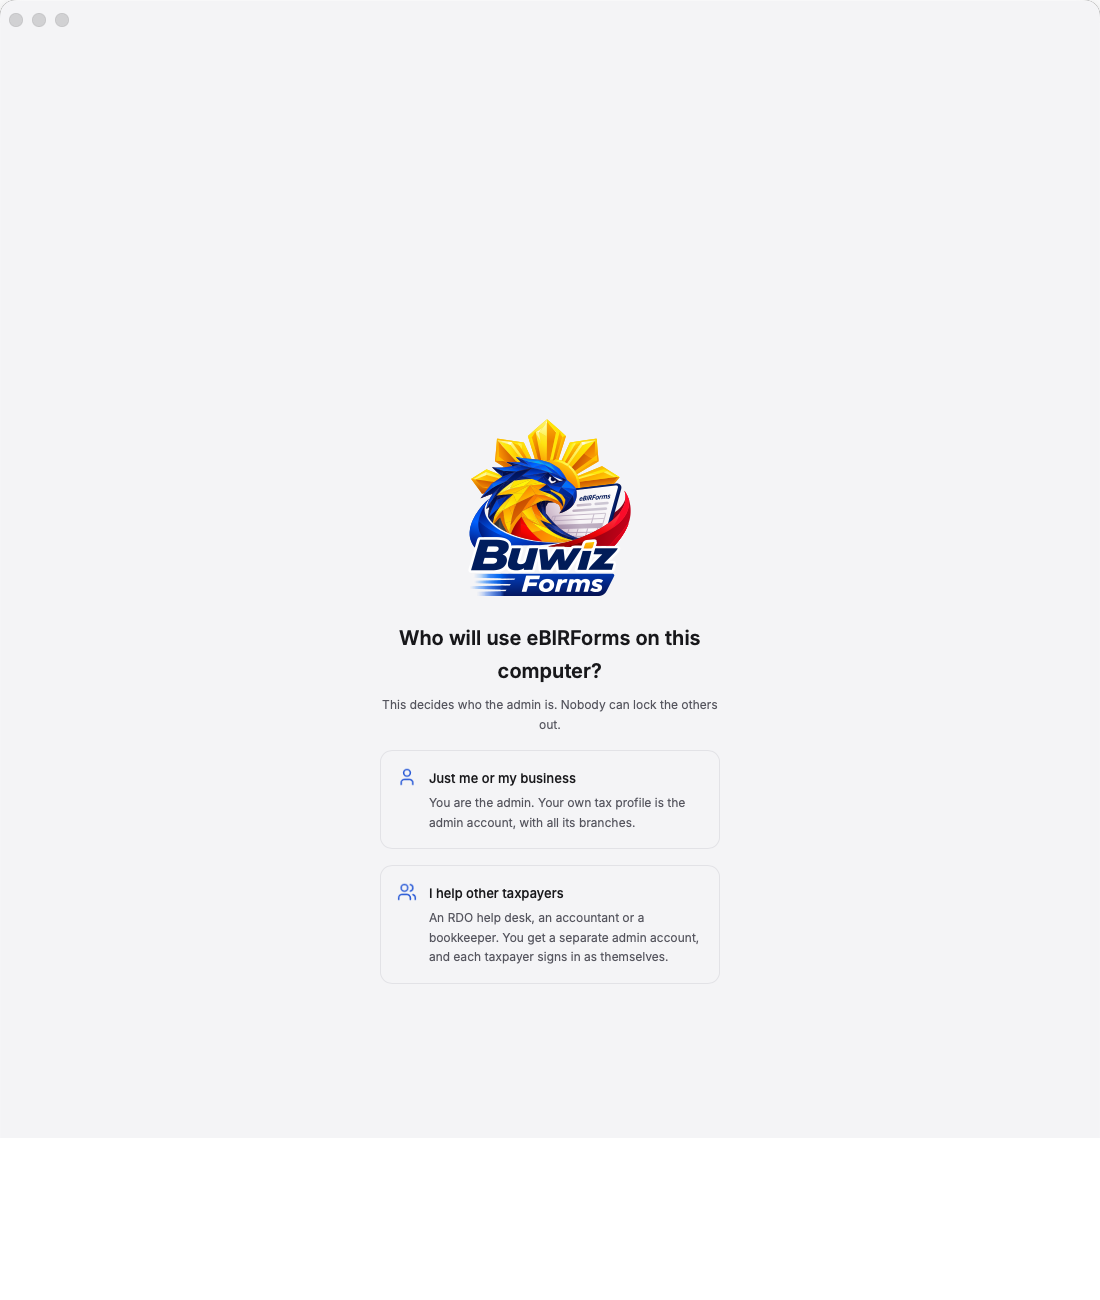 eBIRForms
Buwiz
Forms
Who will use eBIRForms on this
computer?
This decides who the admin is. Nobody can lock the others
out.
Just me or my business
You are the admin. Your own tax profile is the
admin account, with all its branches.
I help other taxpayers
An RDO help desk, an accountant or a
bookkeeper. You get a separate admin account,
and each taxpayer signs in as themselves.